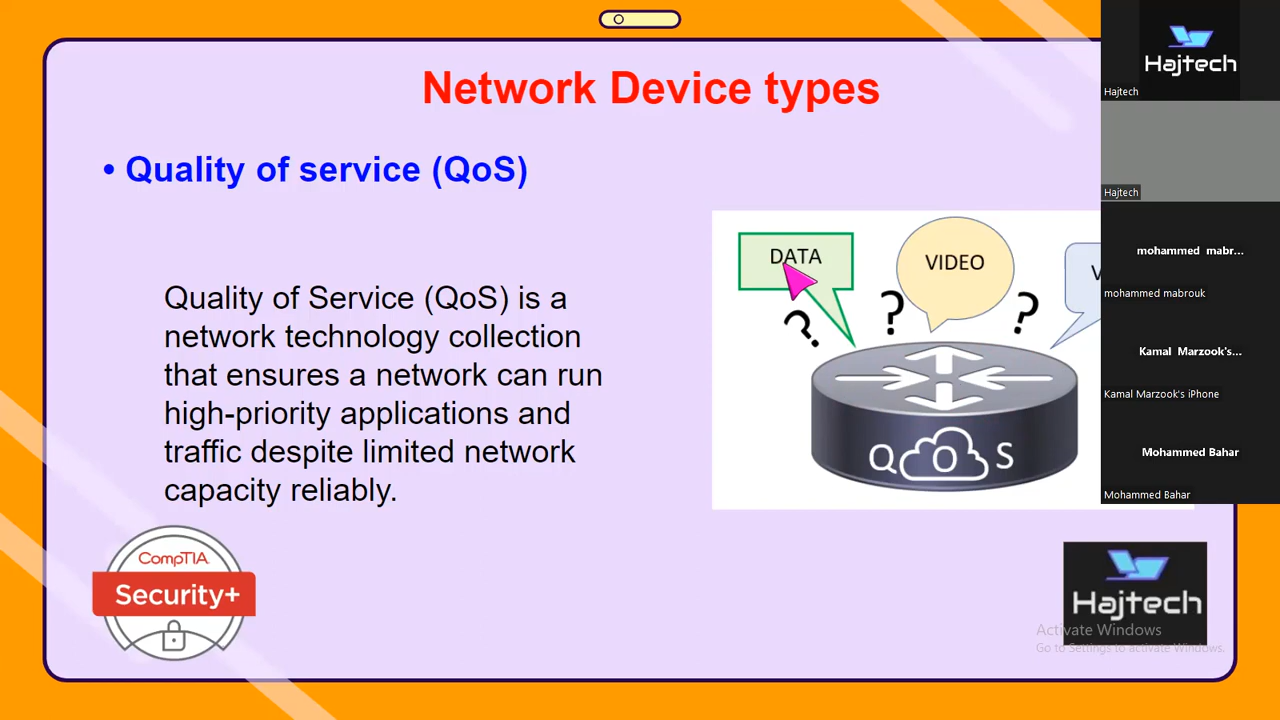 Network Device types
• Quality of service (QoS)
Quality of Service (QoS) is a
network technology collection
that ensures a network can run
high-priority applications and
traffic despite limited network
capacity reliably.
DATA
VIDEO
V
?
?
?
Q O S
CompTIA
Security+
Hajtech
Activate Windows
Go to Settings to activate Windows.
Hajtech
Hajtech
Hajtech
mohammed mabr...
mohammed mabrouk
Kamal Marzook's...
Kamal Marzook's iPhone
Mohammed Bahar
Mohammed Bahar